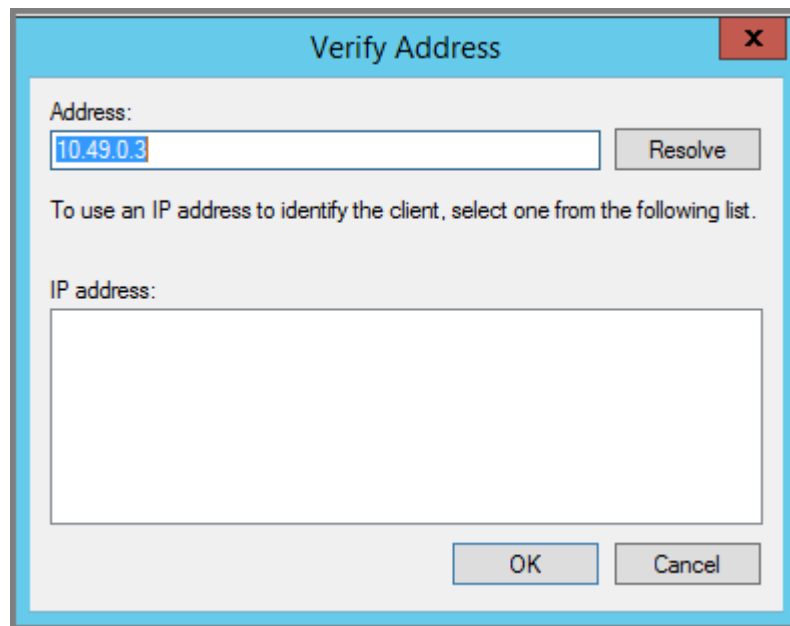 Verify Address
x
Address:
10.49.0.3
Resolve
To use an IP address to identify the client, select one from the following list.
IP address:
OK
Cancel